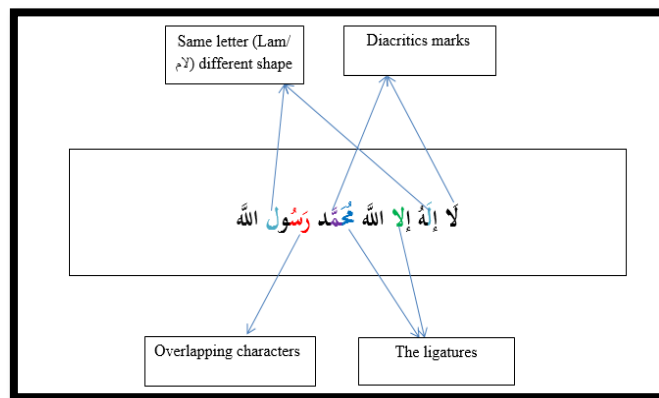 Same letter (Lam/
لام) different shape
Diacritics marks
لَا إِلَهُ إِلا اللَّه مُحَمَّد رَسُول اللَّه
Overlapping characters
The ligatures